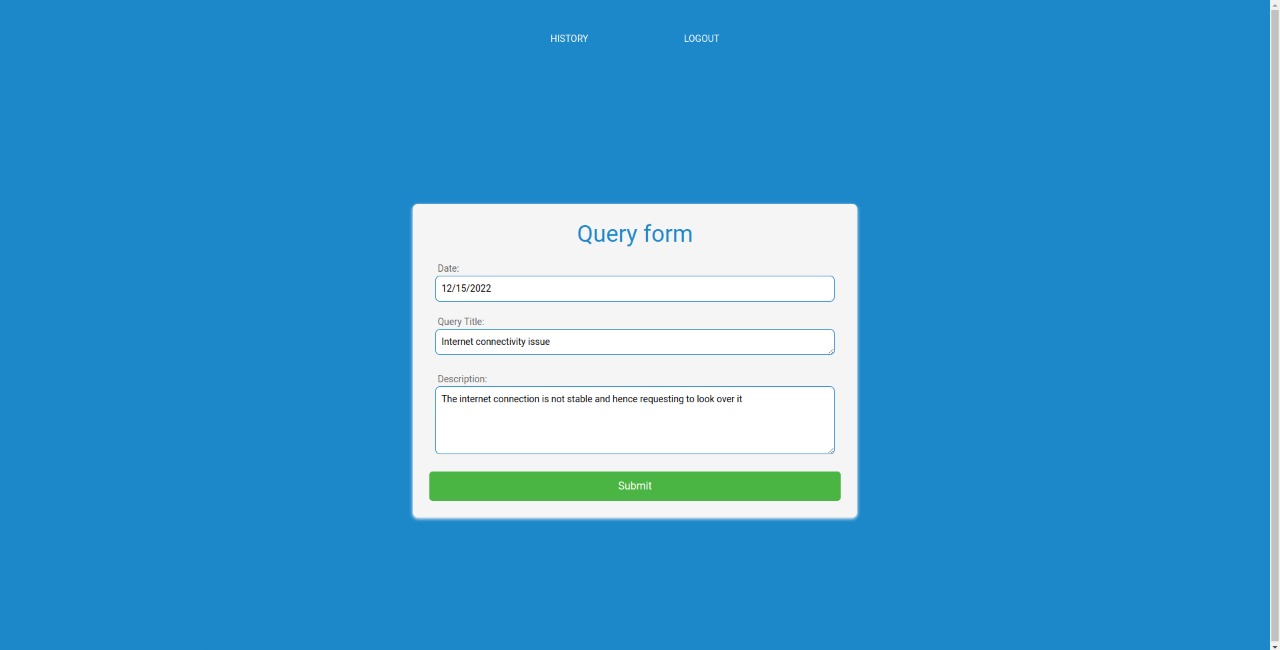 HISTORY LOGOUT
Query form
Date:
12/15/2022
Query Title:
Internet connectivity issue
Description:
The internet connection is not stable and hence requesting to look over it
Submit